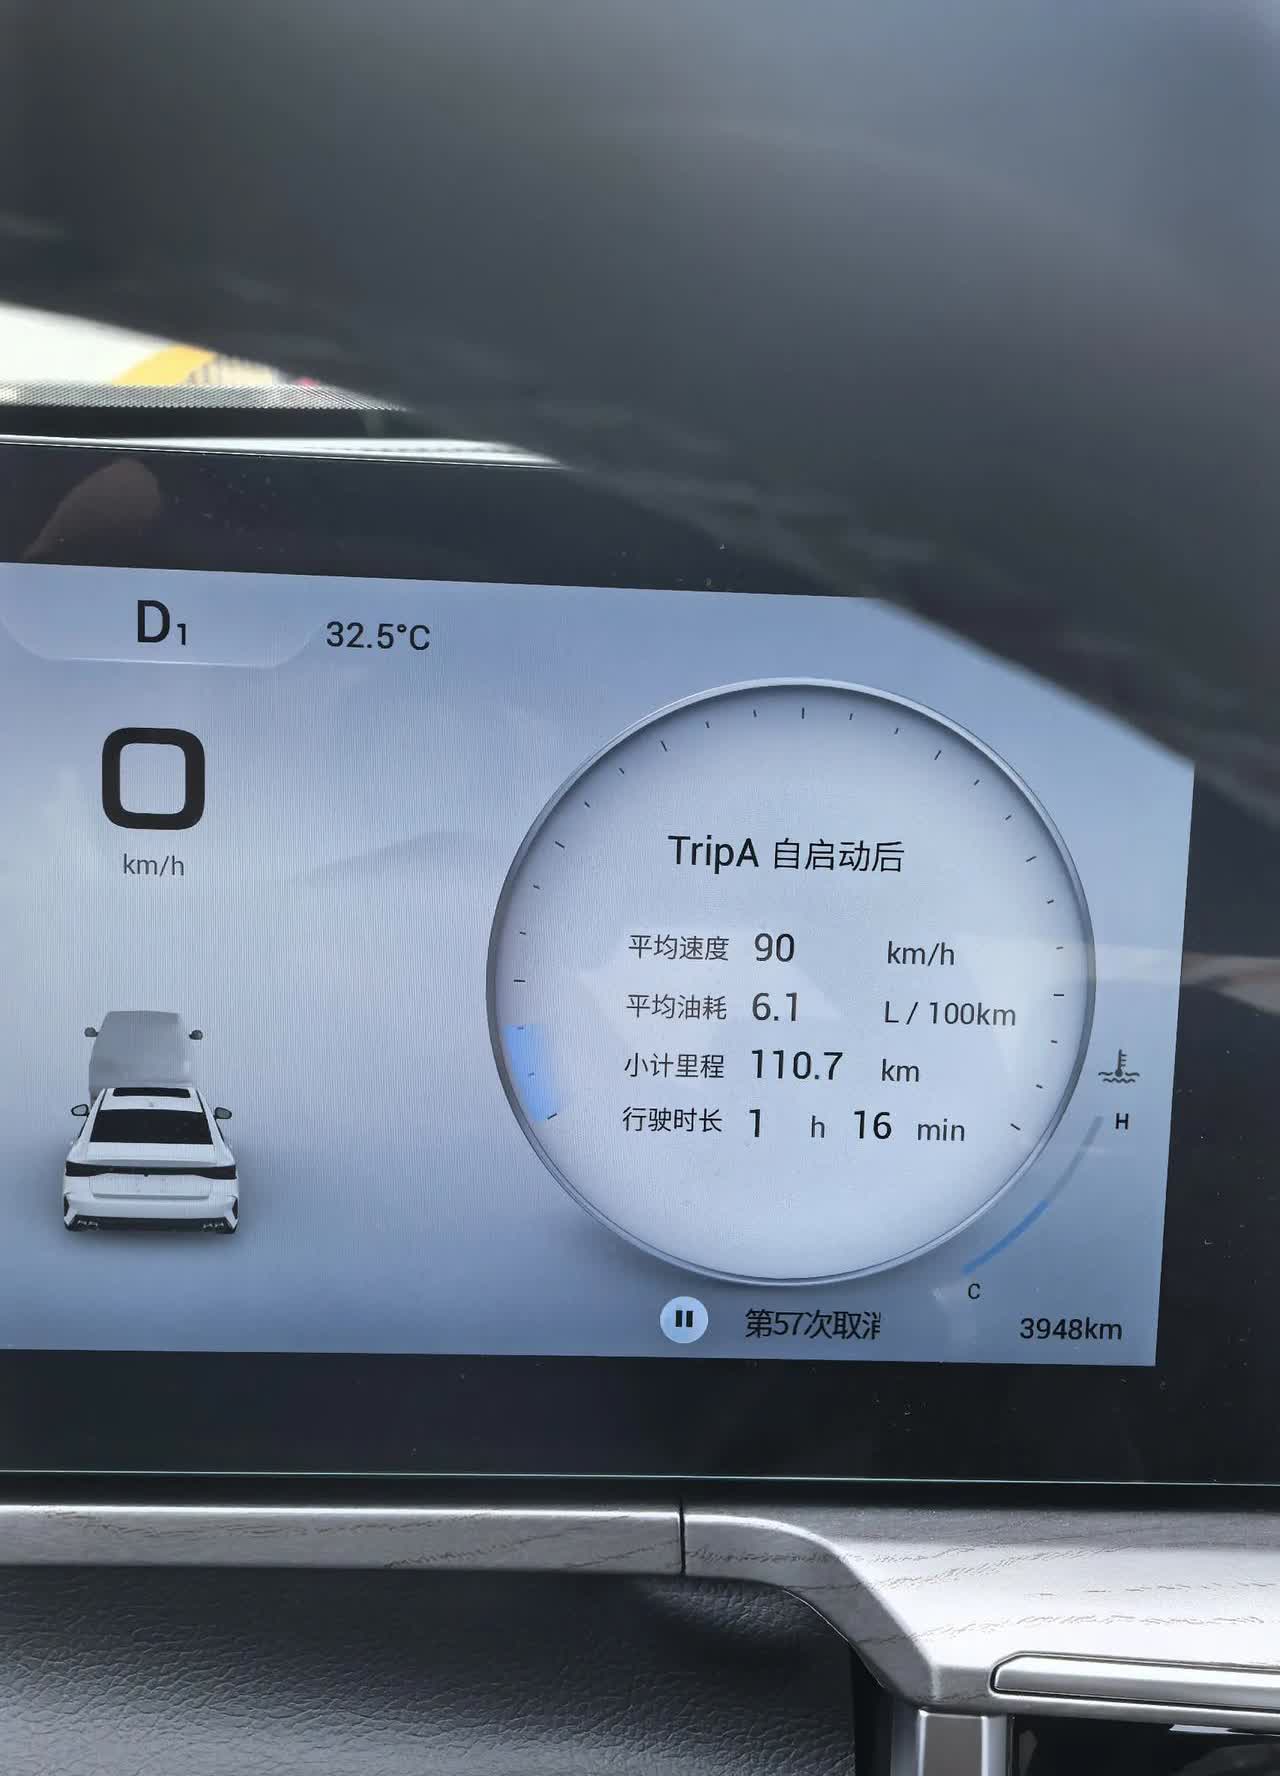 D1
32.5°C
0
km/h
TripA 自启动后
平均速度 90 km/h
平均油耗 6.1 L / 100km
小计里程 110.7 km
行驶时长 1 h 16 min
H
C
第57次取消
3948km